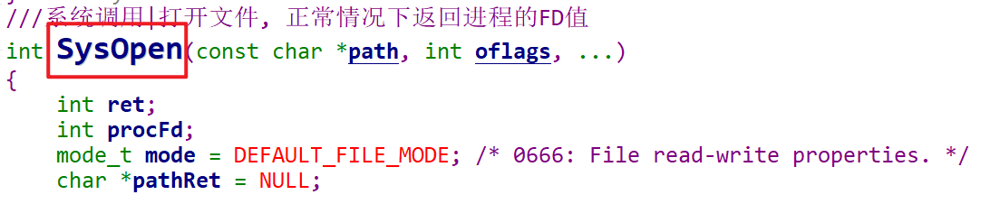 ///系统调用|打开文件, 正常情况下返回进程的FD值
int SysOpen(const char *path, int oflags, ...)
{
    int ret;
    int procFd;
    mode_t mode = DEFAULT_FILE_MODE; /* 0666: File read-write properties. */
    char *pathRet = NULL;